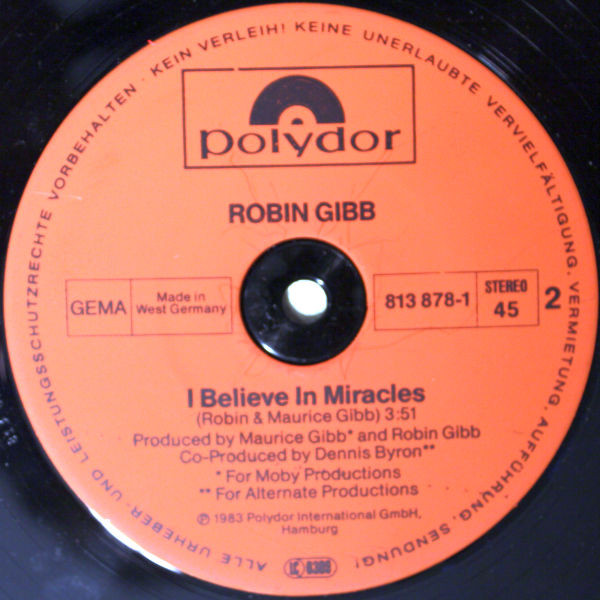 ALLE URHEBER- UND LEISTUNGSSCHUTZRECHTE VORBEHALTEN · KEIN VERLEIH! KEINE UNERLAUBTE VERVIELFÄLTIGUNG, VERMIETUNG, AUFFÜHRUNG, SENDUNG!
polydor
ROBIN GIBB
GEMA
Made in
West Germany
813 878-1
STEREO
45
2
I Believe In Miracles
(Robin & Maurice Gibb) 3:51
Produced by Maurice Gibb* and Robin Gibb
Co-Produced by Dennis Byron**
* For Moby Productions
** For Alternate Productions
℗ 1983 Polydor International GmbH,
Hamburg
LC 0309